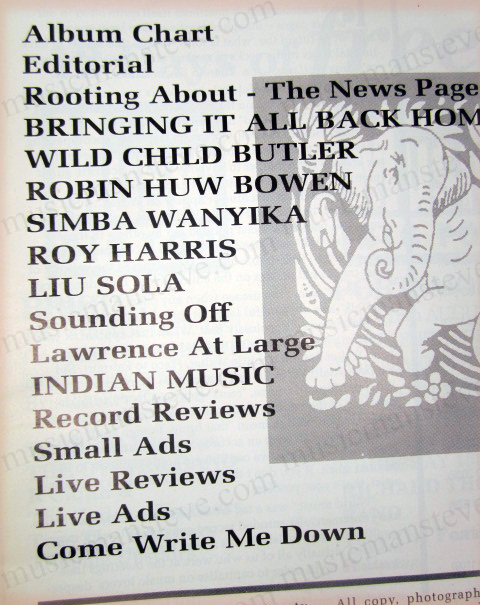 Album Chart
Editorial
Rooting About - The News Page
BRINGING IT ALL BACK HOM
WILD CHILD BUTLER
ROBIN HUW BOWEN
SIMBA WANYIKA
ROY HARRIS
LIU SOLA
Sounding Off
Lawrence At Large
INDIAN MUSIC
Record Reviews
Small Ads
Live Reviews
Live Ads
Come Write Me Down
All copy, photograph
musicmansteve.com